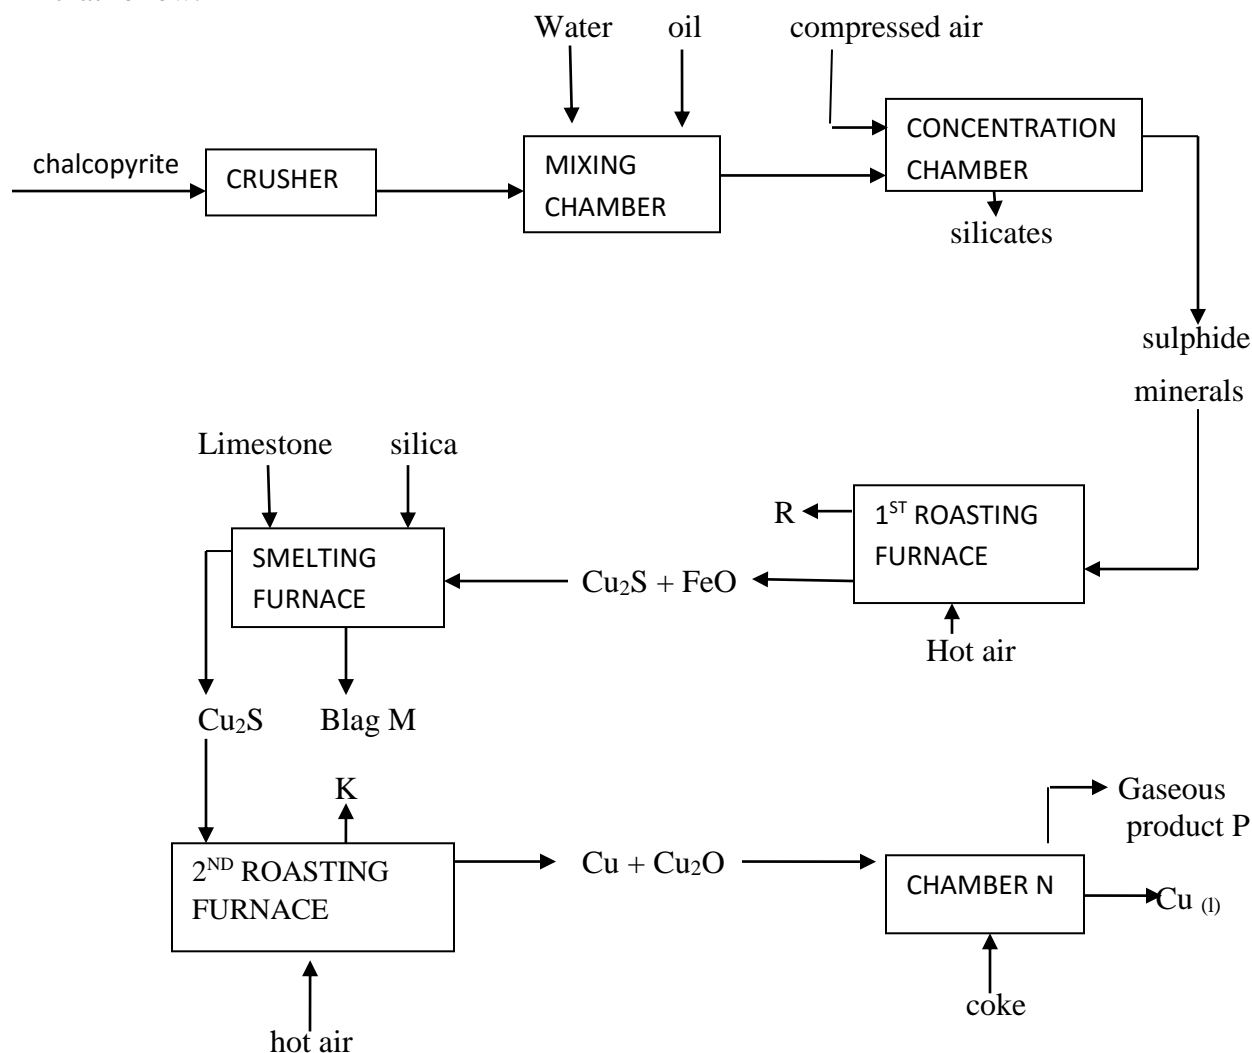 Water
oil
compressed air
chalcopyrite
CRUSHER
MIXING
CHAMBER
CONCENTRATION
CHAMBER
silicates
sulphide
minerals
Limestone
silica
R
1ST ROASTING
FURNACE
SMELTING
FURNACE
Cu₂S + FeO
Hot air
Cu₂S
Blag M
K
Gaseous
product P
2ND ROASTING
FURNACE
Cu + Cu₂O
CHAMBER N
Cu (l)
coke
hot air